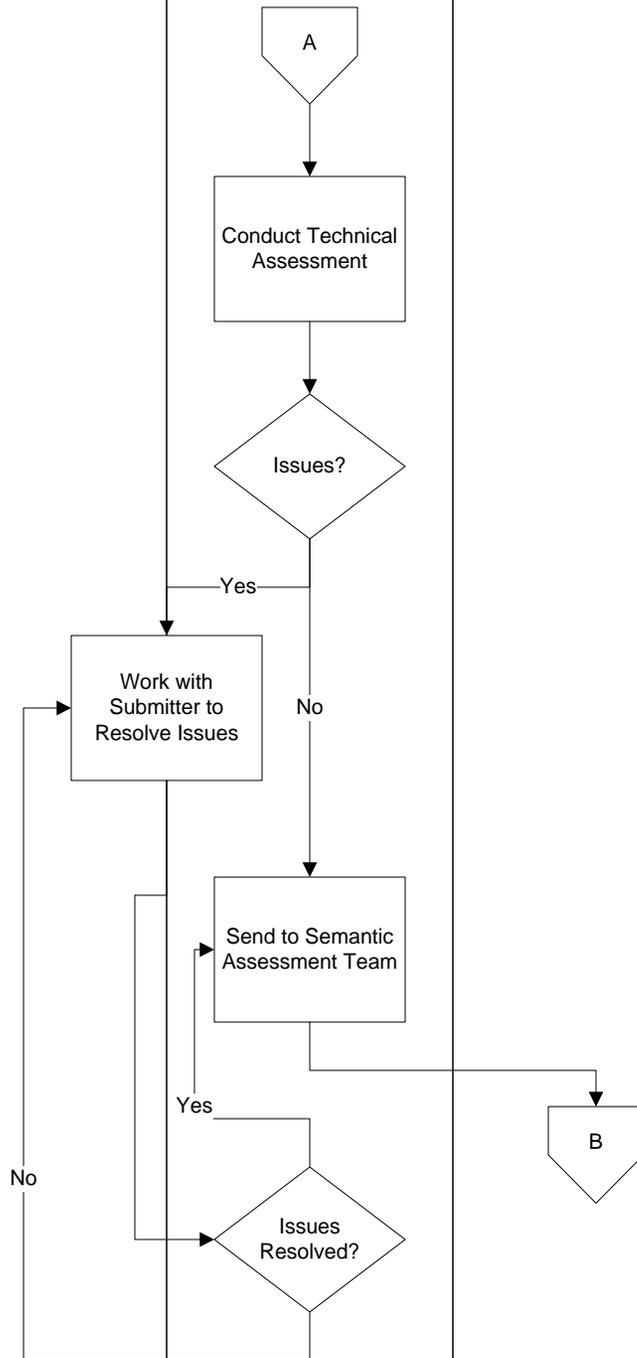 A
Conduct Technical
Assessment
Issues?
Yes
Work with
Submitter to
Resolve Issues
No
Send to Semantic
Assessment Team
Yes
B
No
Issues
Resolved?